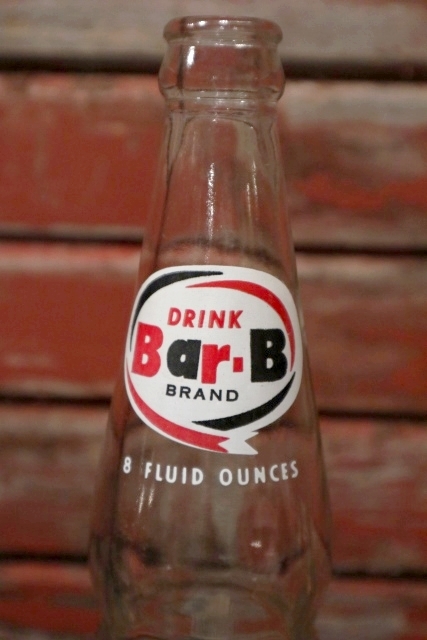 DRINK
Bar-B
BRAND
8 FLUID OUNCES